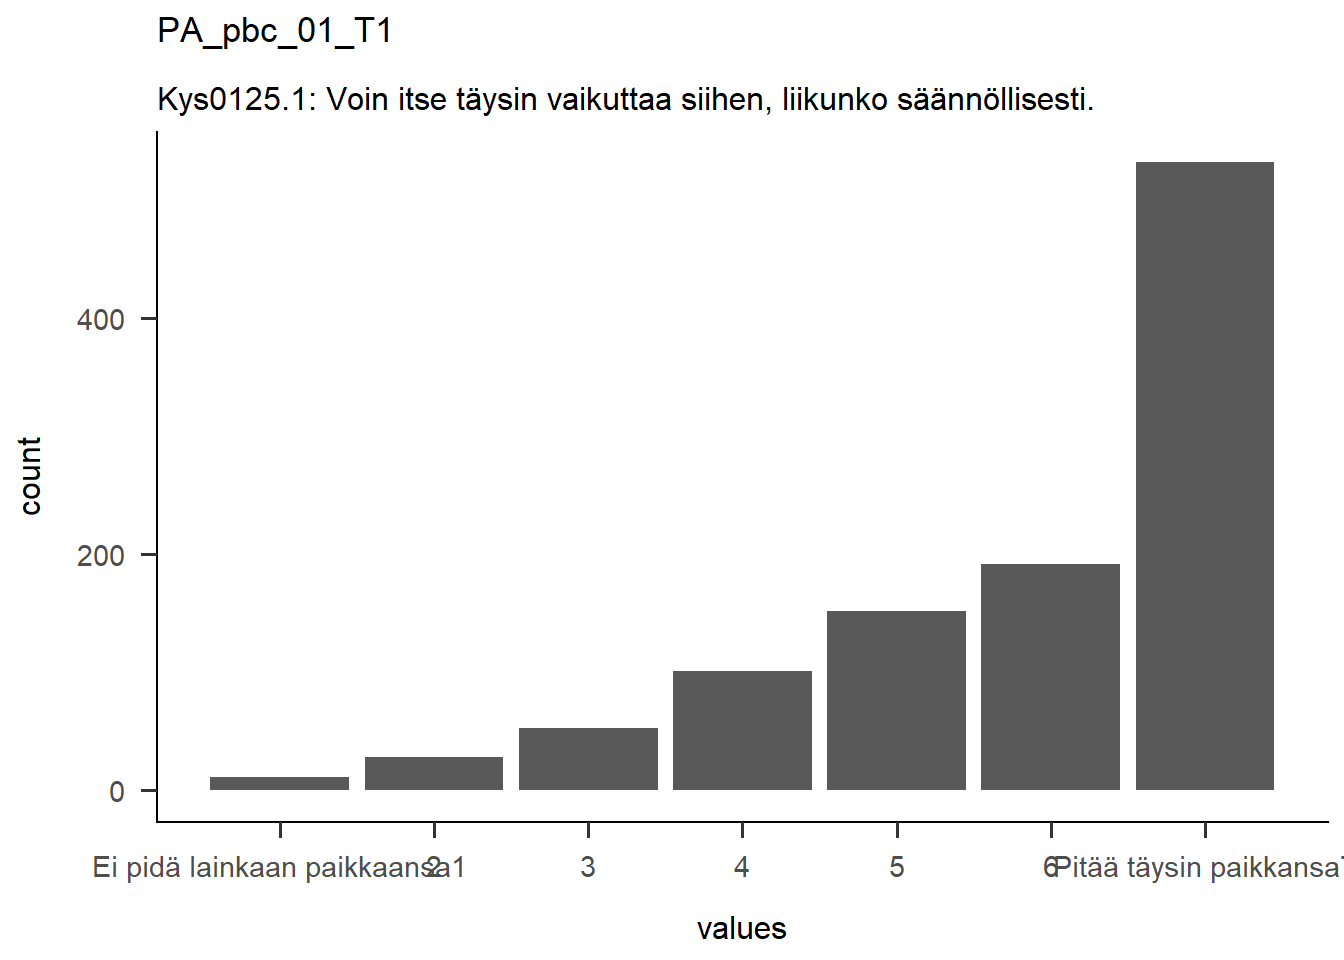 PA_pbc_01_T1
Kys0125.1: Voin itse täysin vaikuttaa siihen, liikunko säännöllisesti.
400
200
0
count
Ei pidä lainkaan paikkaansa1 2 3 4 5 6 Pitää täysin paikkansa7
values